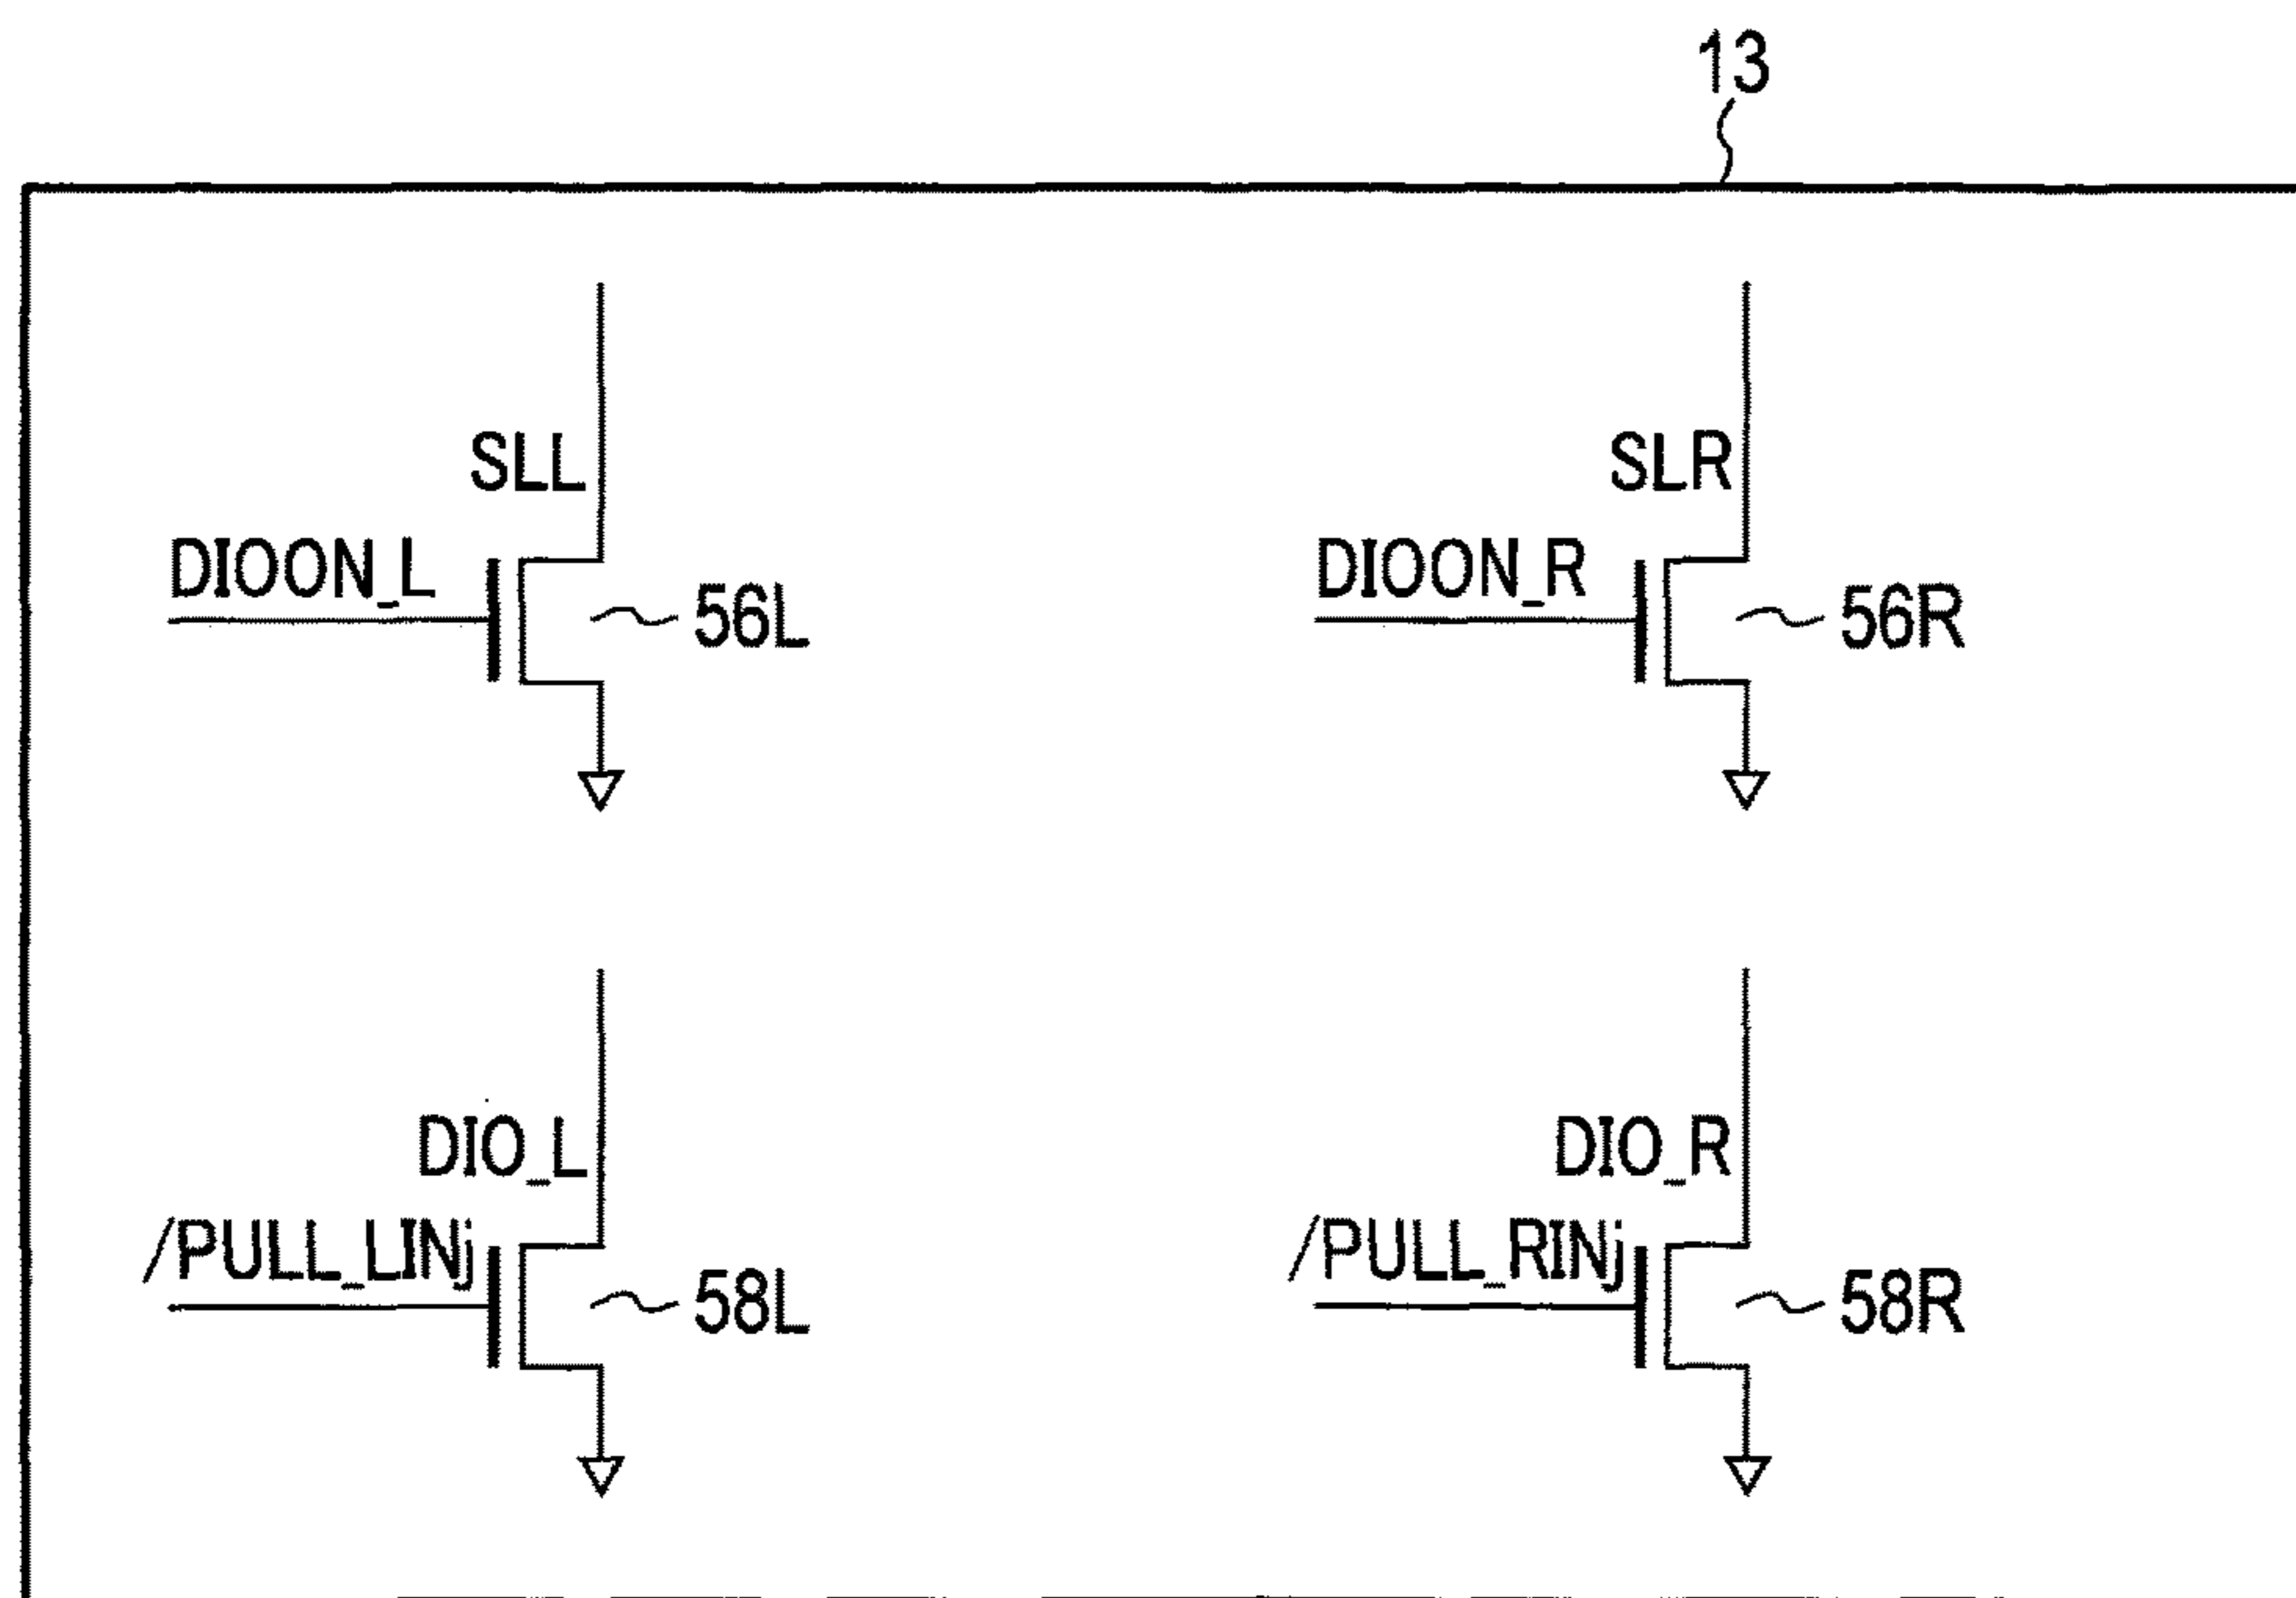 13
SLL
SLR
DIOON_L
DIOON_R
56L
56R
DIO_L
DIO_R
/PULL_LINj
/PULL_RINj
58L
58R